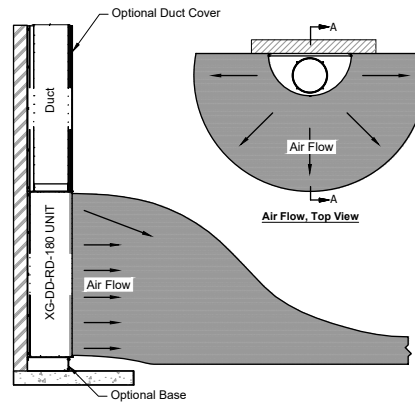 Optional Duct Cover
Duct
XG-DD-RD-180 UNIT
Air Flow
Optional Base
A
Air Flow
A
Air Flow, Top View